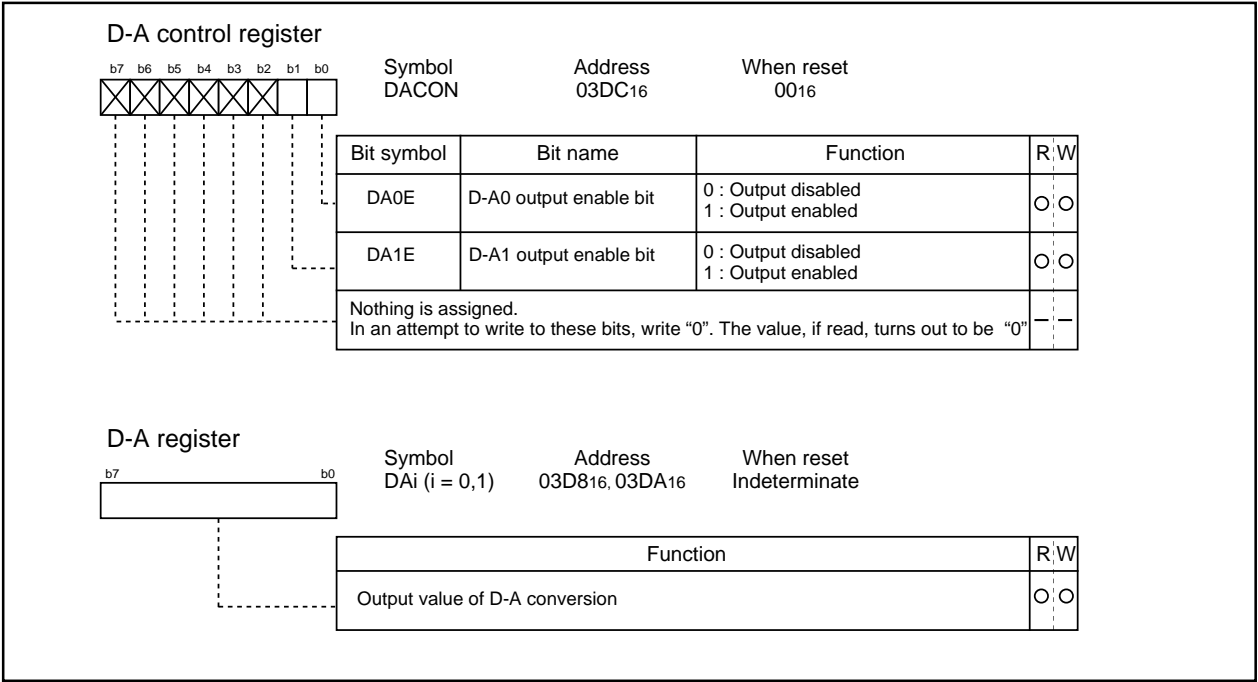 D-A control register
b7 b6 b5 b4 b3 b2 b1 b0
Symbol Address When reset
DACON 03DC16 0016
Bit symbol Bit name Function R W
DA0E D-A0 output enable bit 0 : Output disabled
1 : Output enabled
DA1E D-A1 output enable bit 0 : Output disabled
1 : Output enabled
Nothing is assigned.
In an attempt to write to these bits, write “0”. The value, if read, turns out to be “0”
D-A register
b7 b0
Symbol Address When reset
DAi (i = 0,1) 03D816, 03DA16 Indeterminate
Function R W
Output value of D-A conversion